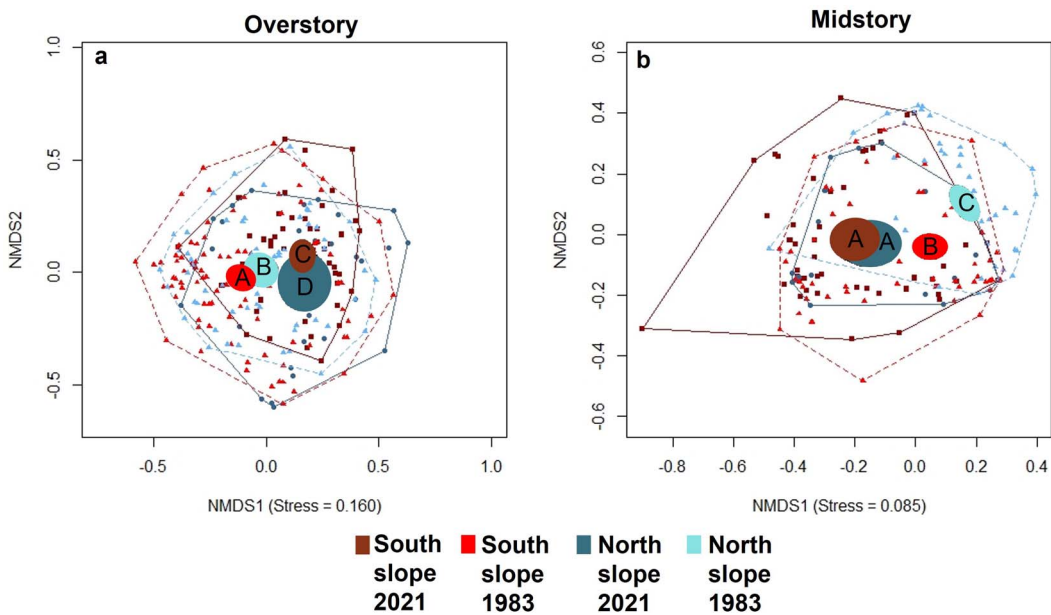 Overstory
a
NMDS2
1.0
0.5
0.0
-0.5
A
B
C
D
-0.5
0.0
0.5
1.0
NMDS1 (Stress = 0.160)
Midstory
b
NMDS2
0.6
0.4
0.2
0.0
-0.2
-0.4
-0.6
C
A
A
B
-0.8
-0.6
-0.4
-0.2
0.0
0.2
0.4
NMDS1 (Stress = 0.085)
South
slope
2021
South
slope
1983
North
slope
2021
North
slope
1983